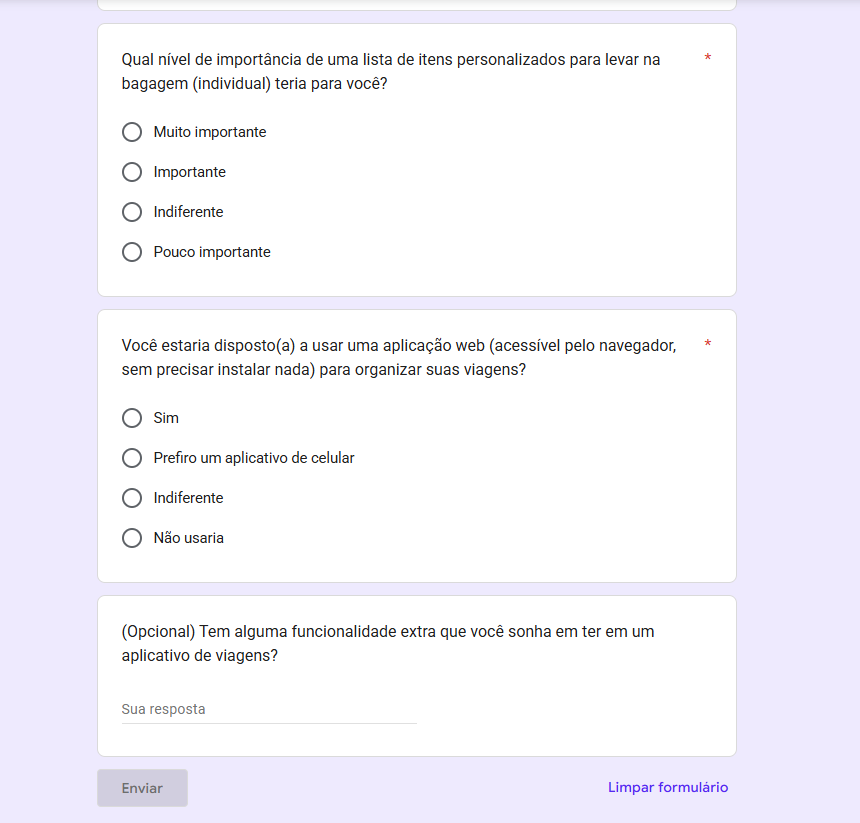 Qual nível de importância de uma lista de itens personalizados para levar na *
bagagem (individual) teria para você?
Muito importante
Importante
Indiferente
Pouco importante
Você estaria disposto(a) a usar uma aplicação web (acessível pelo navegador, *
sem precisar instalar nada) para organizar suas viagens?
Sim
Prefiro um aplicativo de celular
Indiferente
Não usaria
(Opcional) Tem alguma funcionalidade extra que você sonha em ter em um
aplicativo de viagens?
Sua resposta
Enviar
Limpar formulário